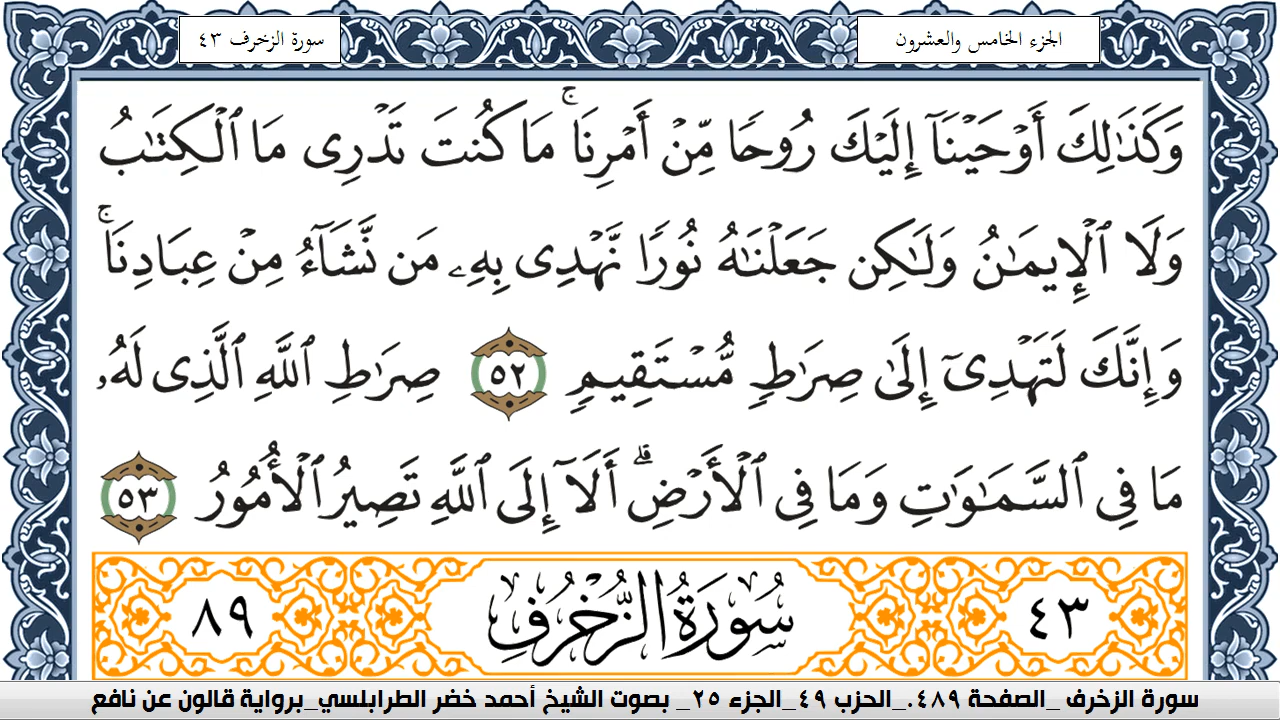 الجزء الخامس والعشرون
سورة الزخرف ٤٣
وَكَذَٰلِكَ أَوْحَيْنَآ إِلَيْكَ رُوحًا مِّنْ أَمْرِنَا ۚ مَا كُنتَ تَدْرِى مَا ٱلْكِتَٰبُ
وَلَا ٱلْإِيمَٰنُ وَلَٰكِن جَعَلْنَٰهُ نُورًا نَّهْدِى بِهِۦ مَن نَّشَآءُ مِنْ عِبَادِنَا ۚ
وَإِنَّكَ لَتَهْدِىٓ إِلَىٰ صِرَٰطٍ مُّسْتَقِيمٍ ٥٢ صِرَٰطِ ٱللَّهِ ٱلَّذِى لَهُۥ
مَا فِى ٱلسَّمَٰوَٰتِ وَمَا فِى ٱلْأَرْضِ ۗ أَلَآ إِلَى ٱللَّهِ تَصِيرُ ٱلْأُمُورُ ٥٣
٤٣ سُورَةُ الزُّخْرُفِ ٨٩
سورة الزخرف _الصفحة ٤٨٩._الحزب ٤٩_الجزء ٢٥_ بصوت الشيخ أحمد خضر الطرابلسي_برواية قالون عن نافع